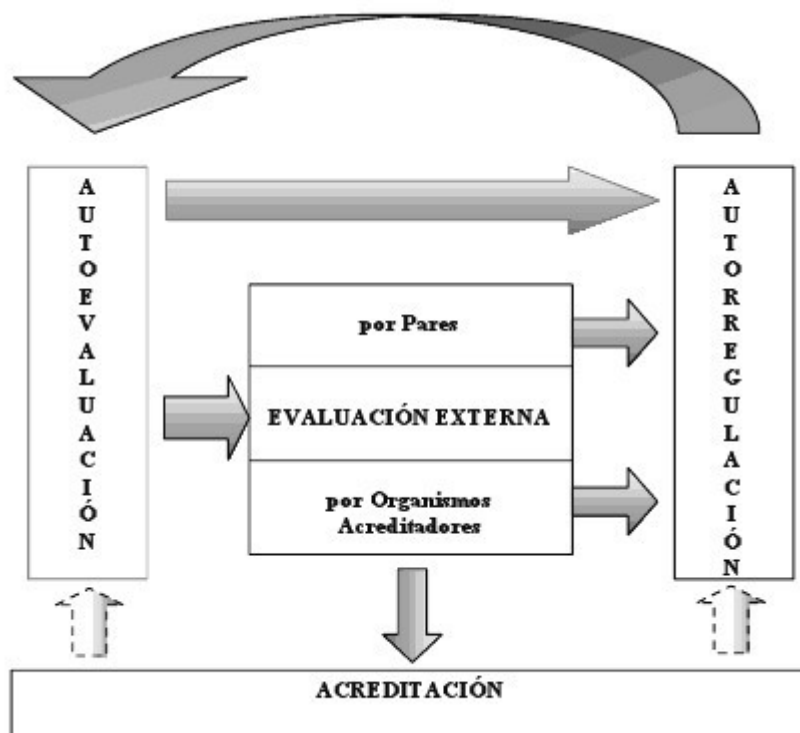 AUTOEVALUACIÓN
por Pares
EVALUACIÓN EXTERNA
por Organismos
Acreditadores
AUTORREGULACIÓN
ACREDITACIÓN